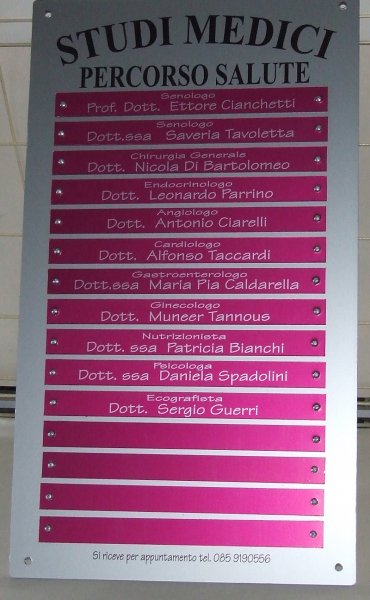 STUDI MEDICI
PERCORSO SALUTE
Senologo
Prof. Dott. Ettore Cianchetti
Senologo
Dott.ssa Saveria Tavoletta
Chirurgia Generale
Dott. Nicola Di Bartolomeo
Endocrinologo
Dott. Leonardo Parrino
Angiologo
Dott. Antonio Ciarelli
Cardiologo
Dott. Alfonso Taccardi
Gastroenterologo
Dott.ssa Maria Pia Caldarella
Ginecologo
Dott. Muneer Tannous
Nutrizionista
Dott. ssa Patricia Bianchi
Psicologa
Dott. ssa Daniela Spadolini
Ecografista
Dott. Sergio Guerri
Si riceve per appuntamento tel. 085 9190556